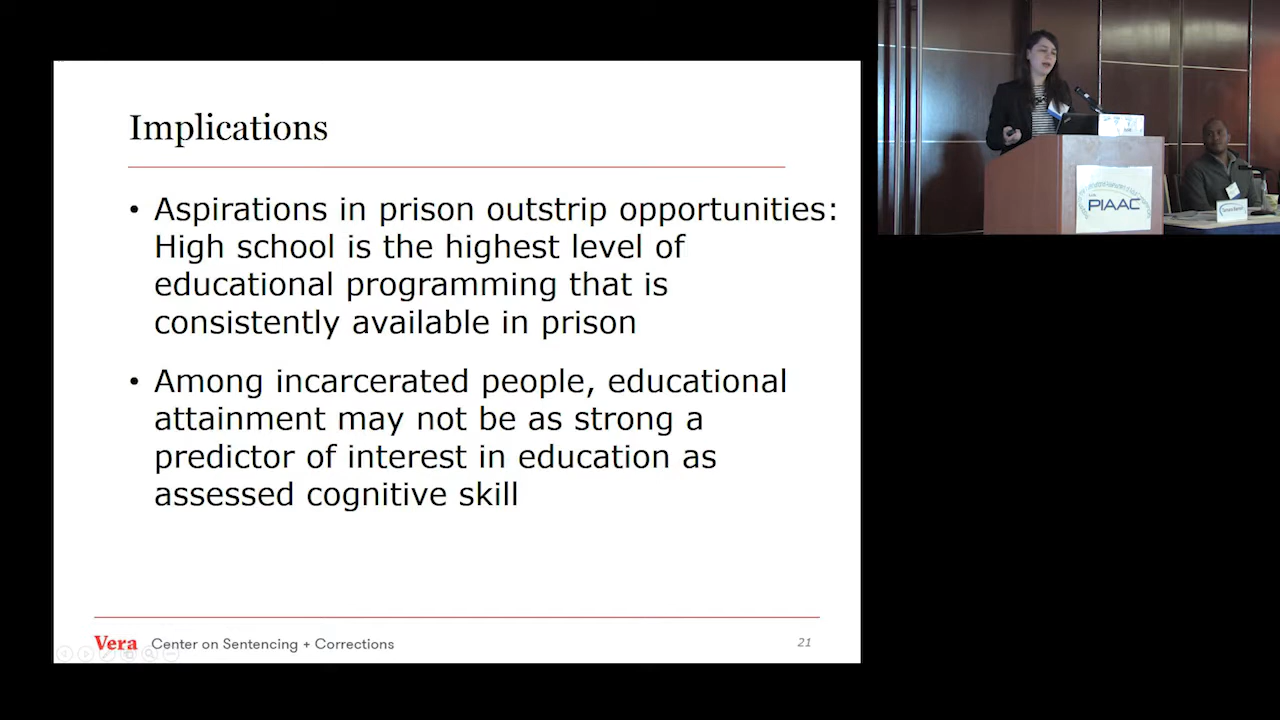 Implications
• Aspirations in prison outstrip opportunities:
High school is the highest level of
educational programming that is
consistently available in prison
• Among incarcerated people, educational
attainment may not be as strong a
predictor of interest in education as
assessed cognitive skill
Vera Center on Sentencing + Corrections
21
PIAAC